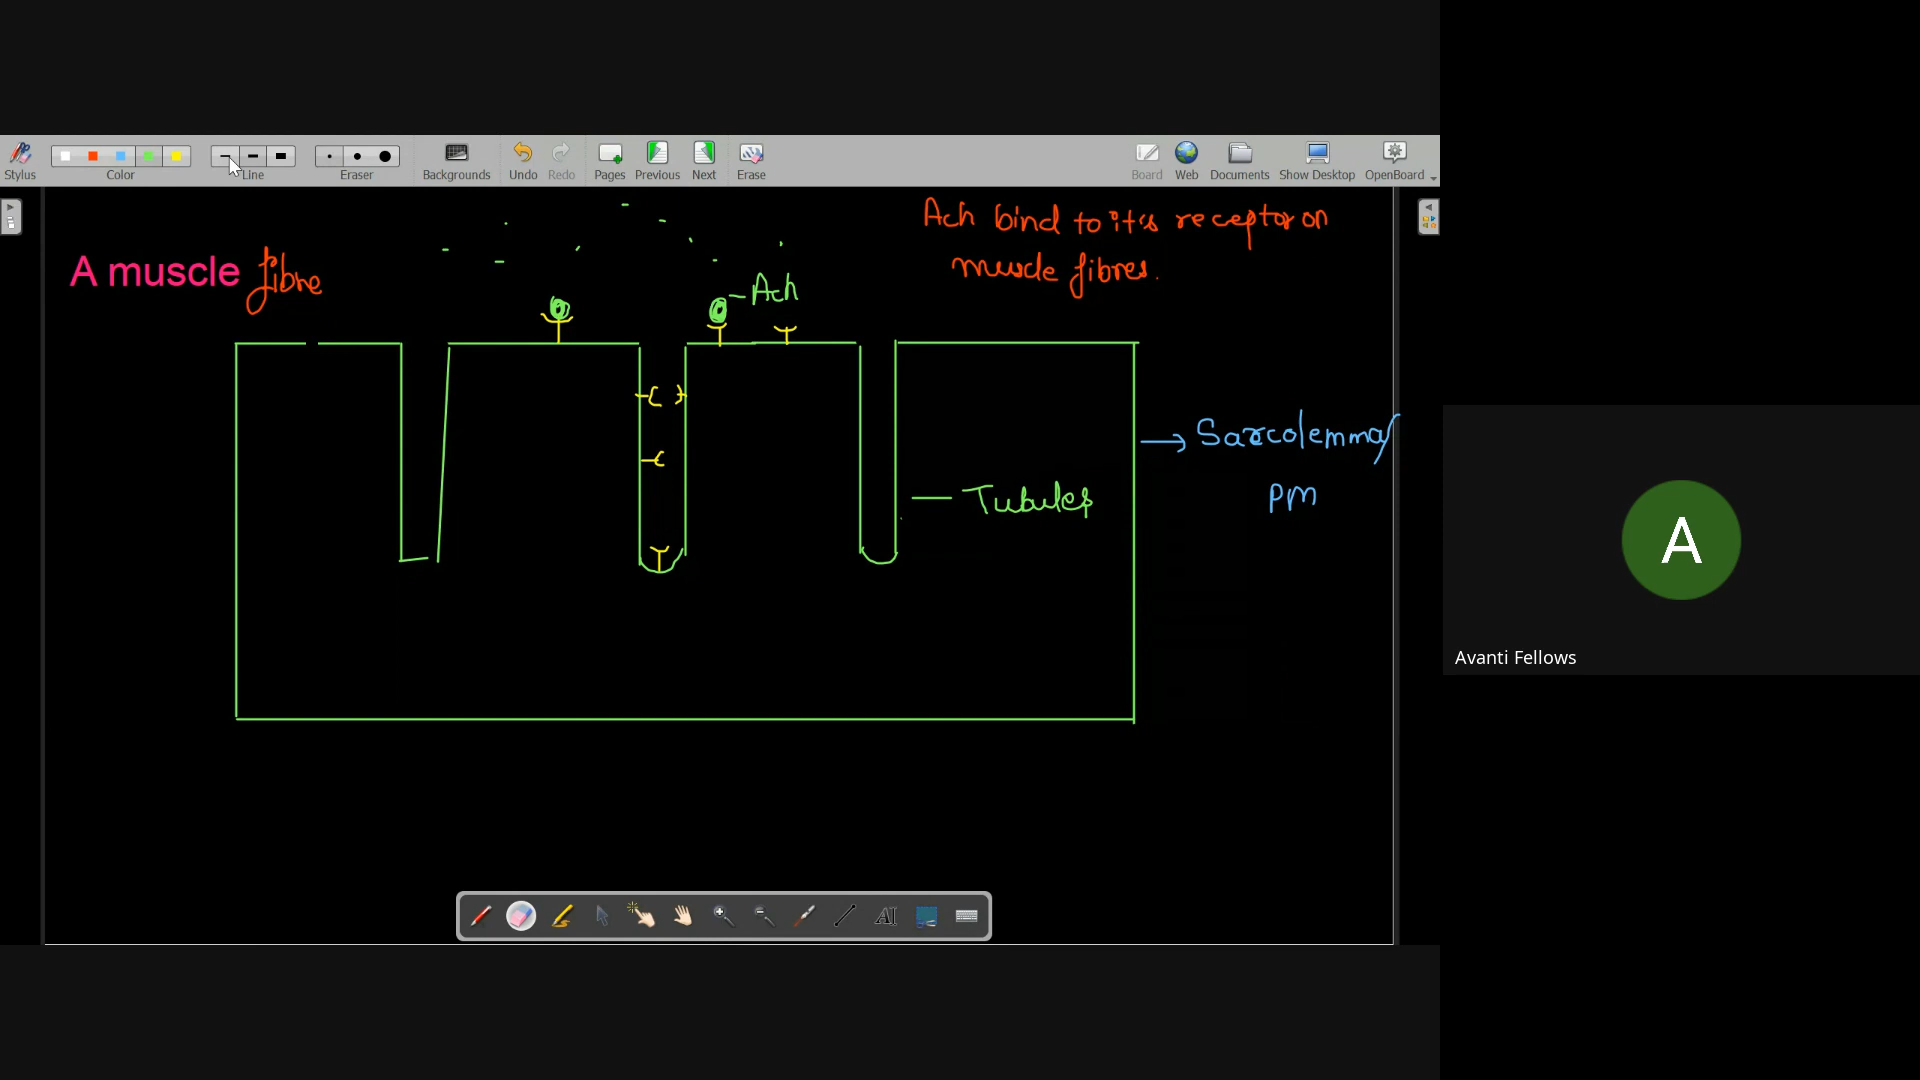 Stylus
Color
Line
Eraser
Backgrounds
Undo
Redo
Pages
Previous
Next
Erase
Board
Web
Documents
Show Desktop
OpenBoard
Ach bind to it's receptor on
muscle fibres.
A muscle fibre
Ach
Sarcolemma/
PM
Tubules
A
Avanti Fellows
AI